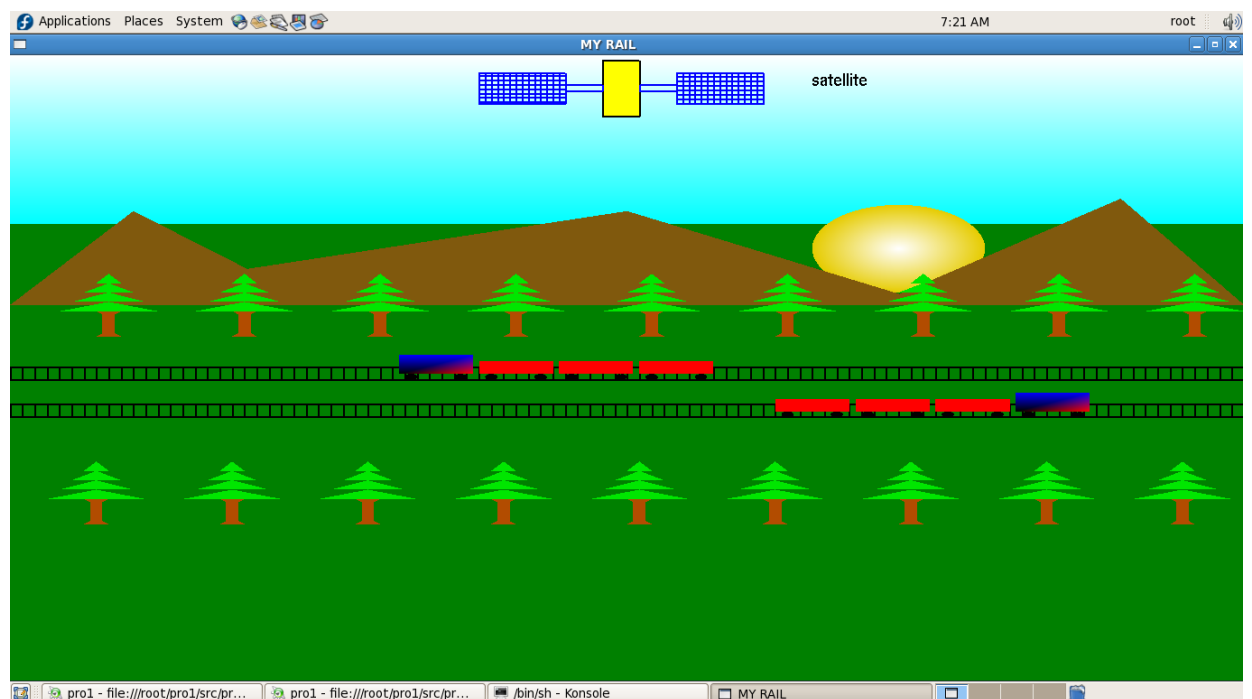 Applications Places System 7:21 AM root
MY RAIL
satellite
pro1 - file:///root/pro1/src/pr... pro1 - file:///root/pro1/src/pr... /bin/sh - Konsole MY RAIL